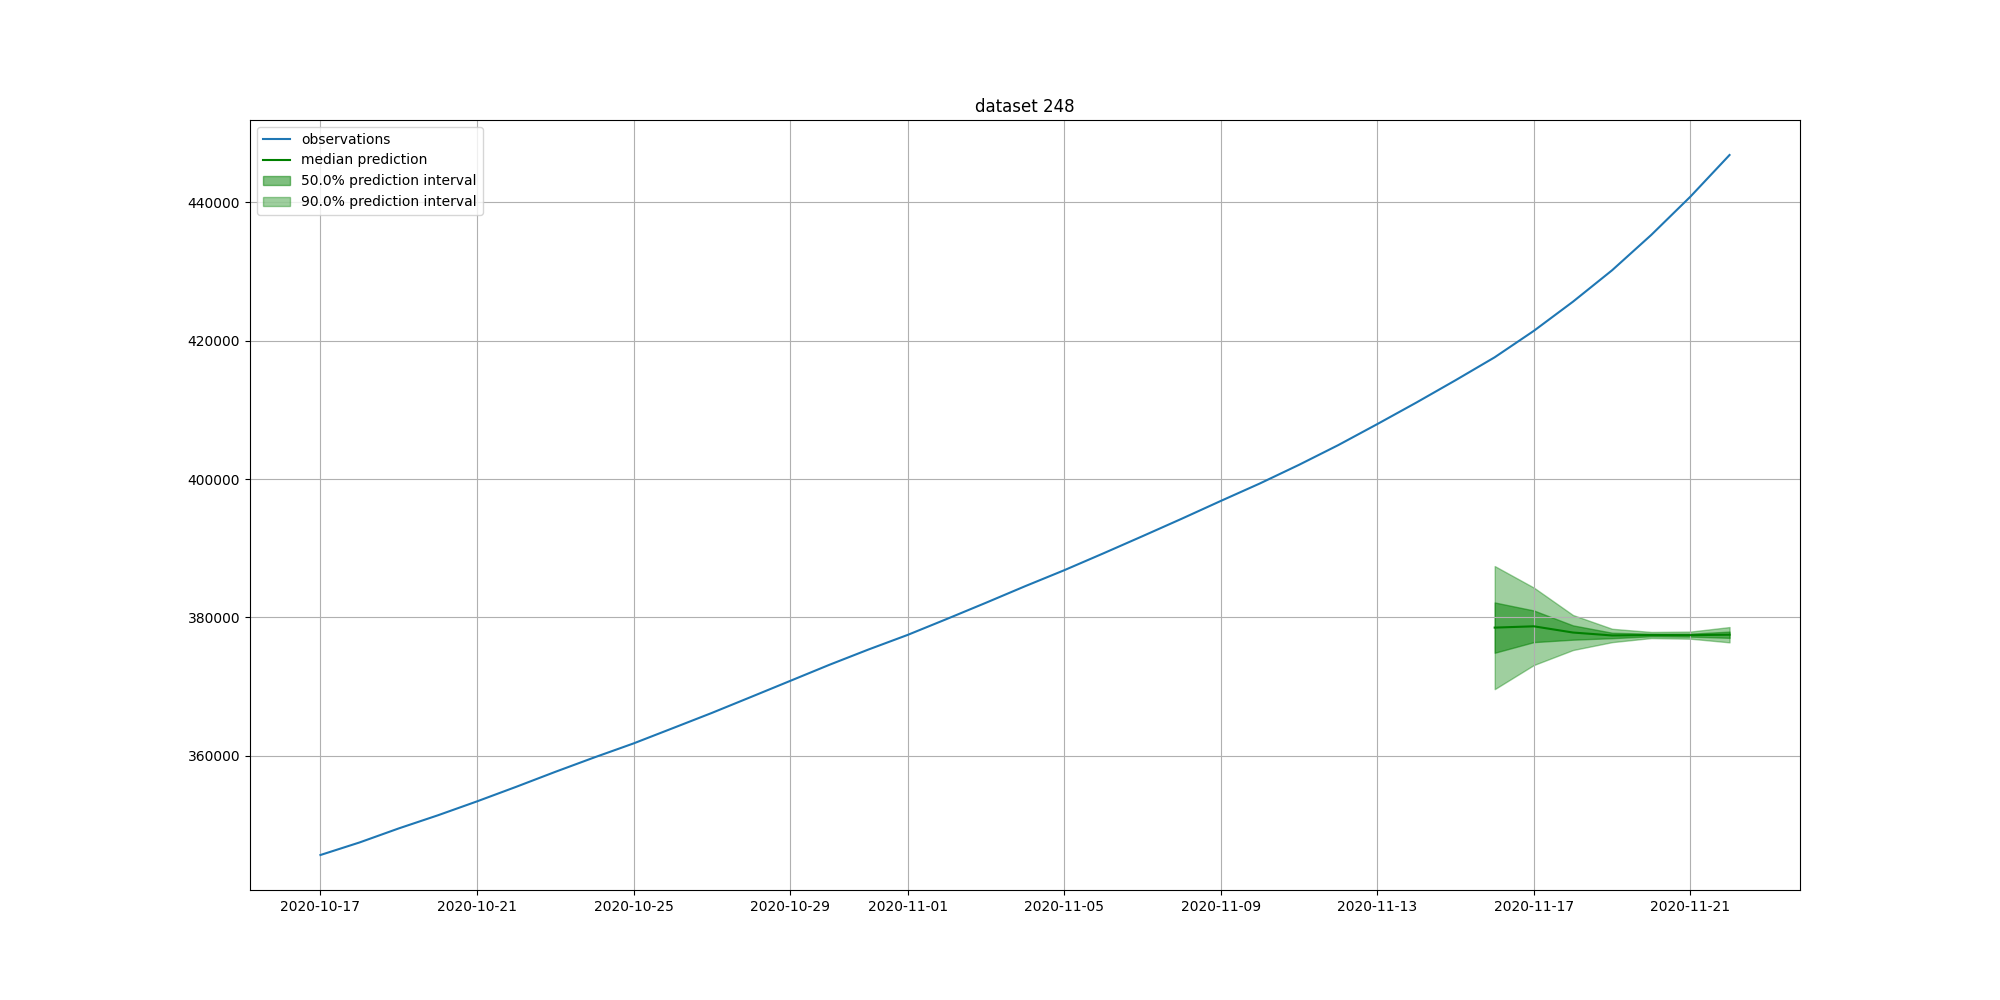 dataset 248
observations
median prediction
50.0% prediction interval
90.0% prediction interval
440000
420000
400000
380000
360000
2020-10-17 2020-10-21 2020-10-25 2020-10-29 2020-11-01 2020-11-05 2020-11-09 2020-11-13 2020-11-17 2020-11-21